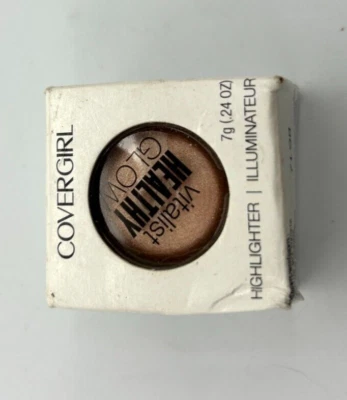 COVERGIRL
vitalist
HEALTHY
GLOW
7g (.24 OZ)
HIGHLIGHTER | ILLUMINATEUR